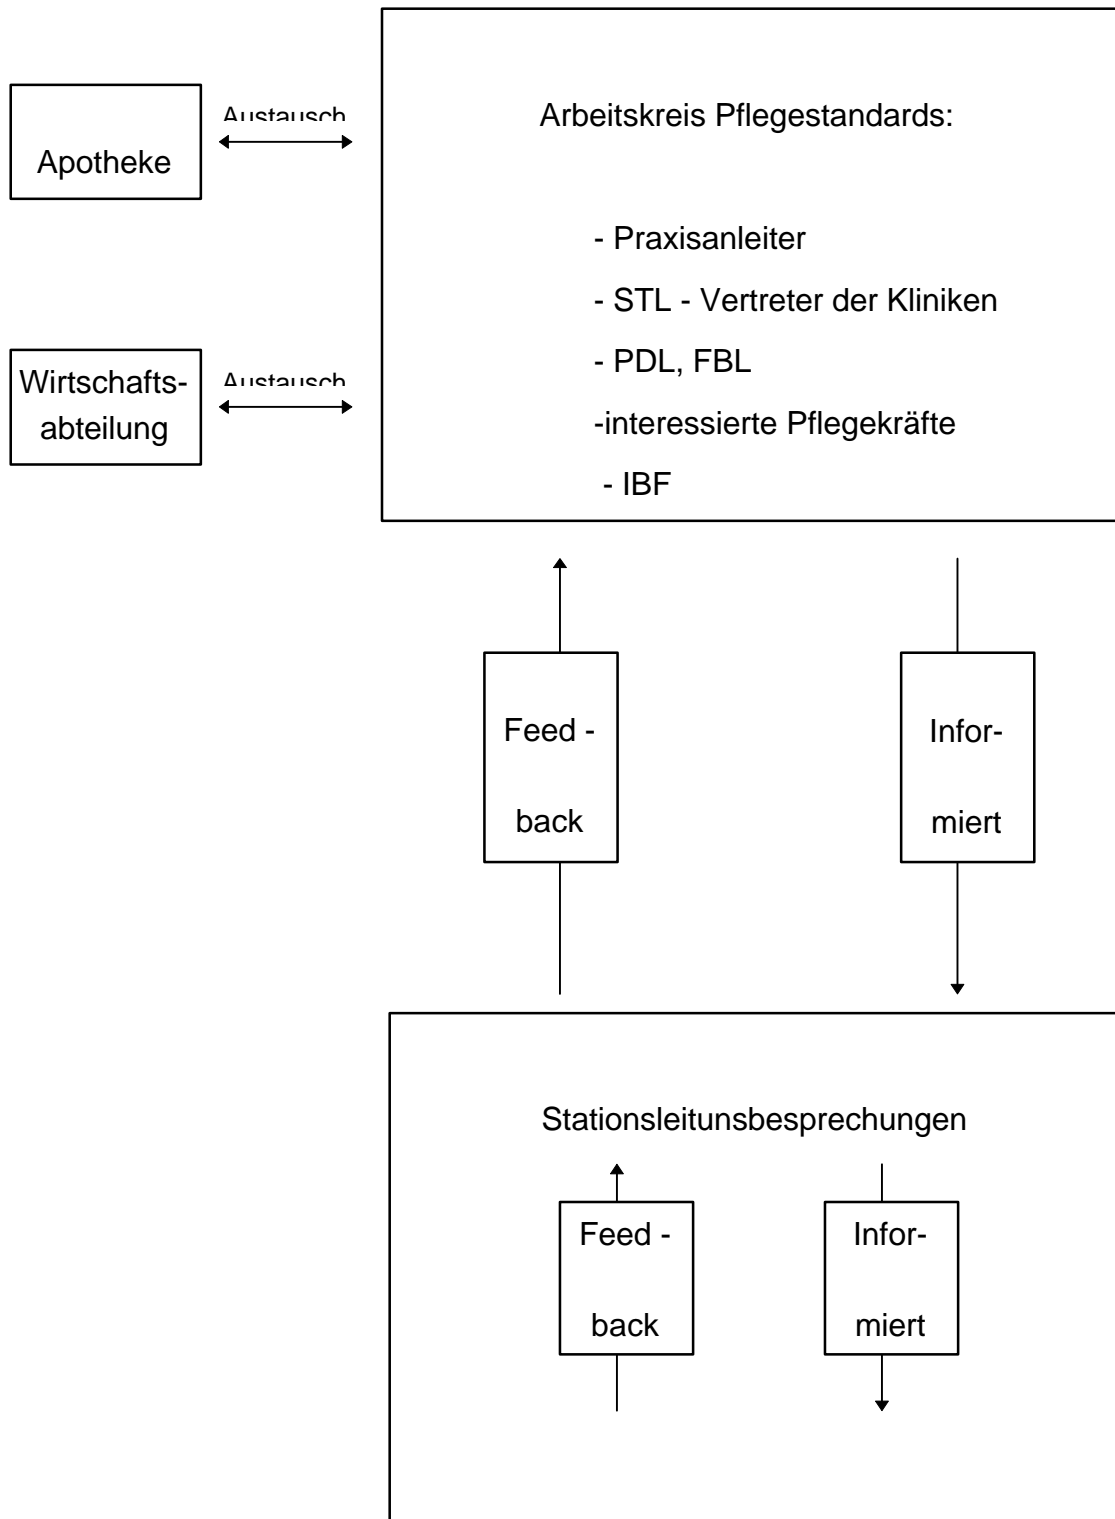 Apotheke
Austausch
Arbeitskreis Pflegestandards:
- Praxisanleiter
- STL - Vertreter der Kliniken
- PDL, FBL
-interessierte Pflegekräfte
- IBF
Wirtschafts-
abteilung
Austausch
Feed -
back
Infor-
miert
Stationsleitunsbesprechungen
Feed -
back
Infor-
miert